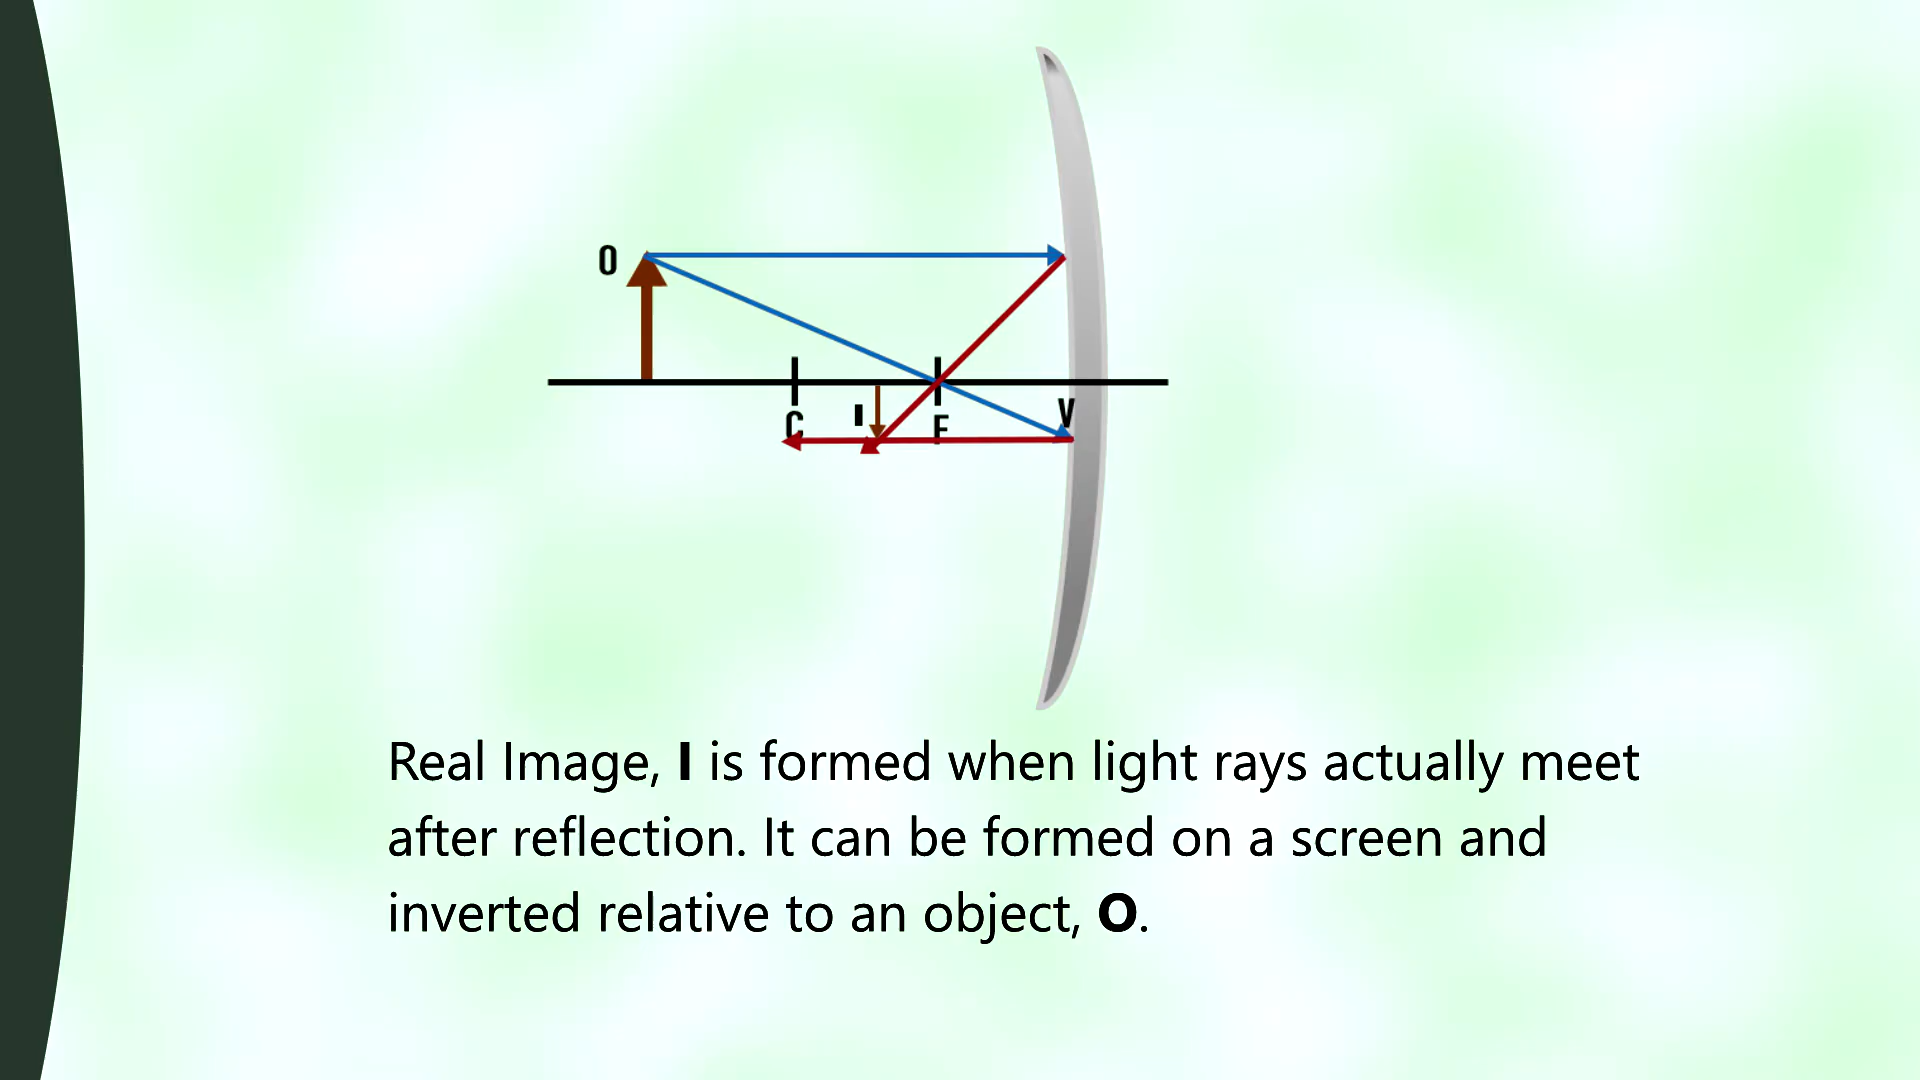 O
C
I
F
V
Real Image, I is formed when light rays actually meet
after reflection. It can be formed on a screen and
inverted relative to an object, O.